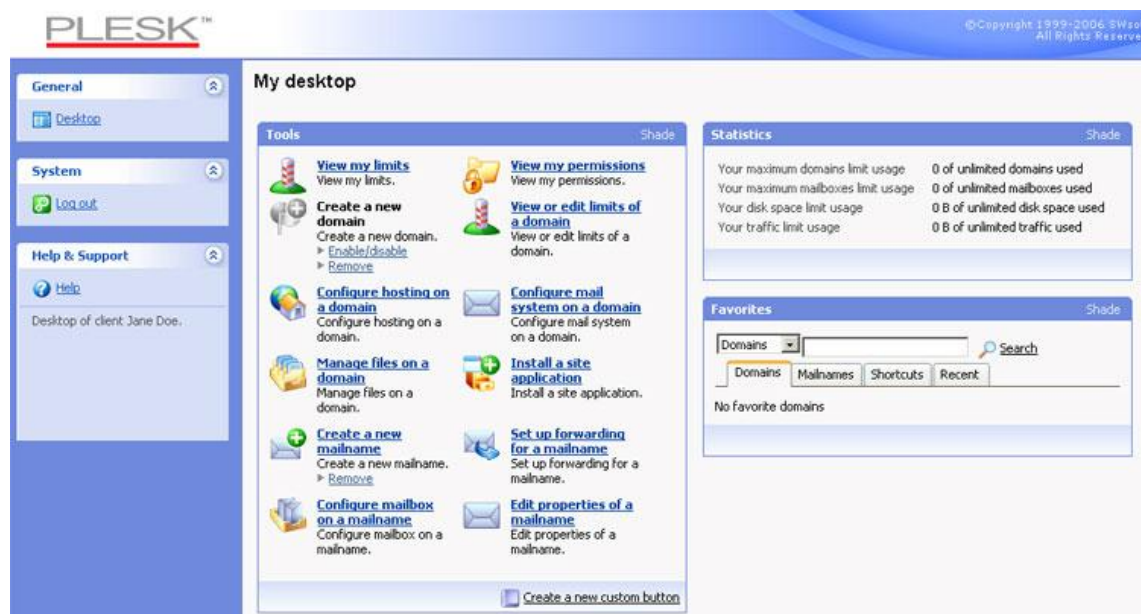 PLESK™
©Copyright 1999-2006 SWso
All Rights Reserve
General
Desktop
System
Log out
Help & Support
Help
Desktop of client Jane Doe.
My desktop
Tools
Shade
View my limits
View my limits.
View my permissions
View my permissions.
Create a new
domain
Create a new domain.
Enable/disable
Remove
View or edit limits of
a domain
View or edit limits of a
domain.
Configure hosting on
a domain
Configure hosting on a
domain.
Configure mail
system on a domain
Configure mail system
on a domain.
Manage files on a
domain
Manage files on a
domain.
Install a site
application
Install a site application.
Create a new
mailname
Create a new mailname.
Remove
Set up forwarding
for a mailname
Set up forwarding for a
mailname.
Configure mailbox
on a mailname
Configure mailbox on a
mailname.
Edit properties of a
mailname
Edit properties of a
mailname.
Create a new custom button
Statistics
Shade
Your maximum domains limit usage 0 of unlimited domains used
Your maximum mailboxes limit usage 0 of unlimited mailboxes used
Your disk space limit usage 0 B of unlimited disk space used
Your traffic limit usage 0 B of unlimited traffic used
Favorites
Shade
Domains
Search
Domains Mailnames Shortcuts Recent
No favorite domains